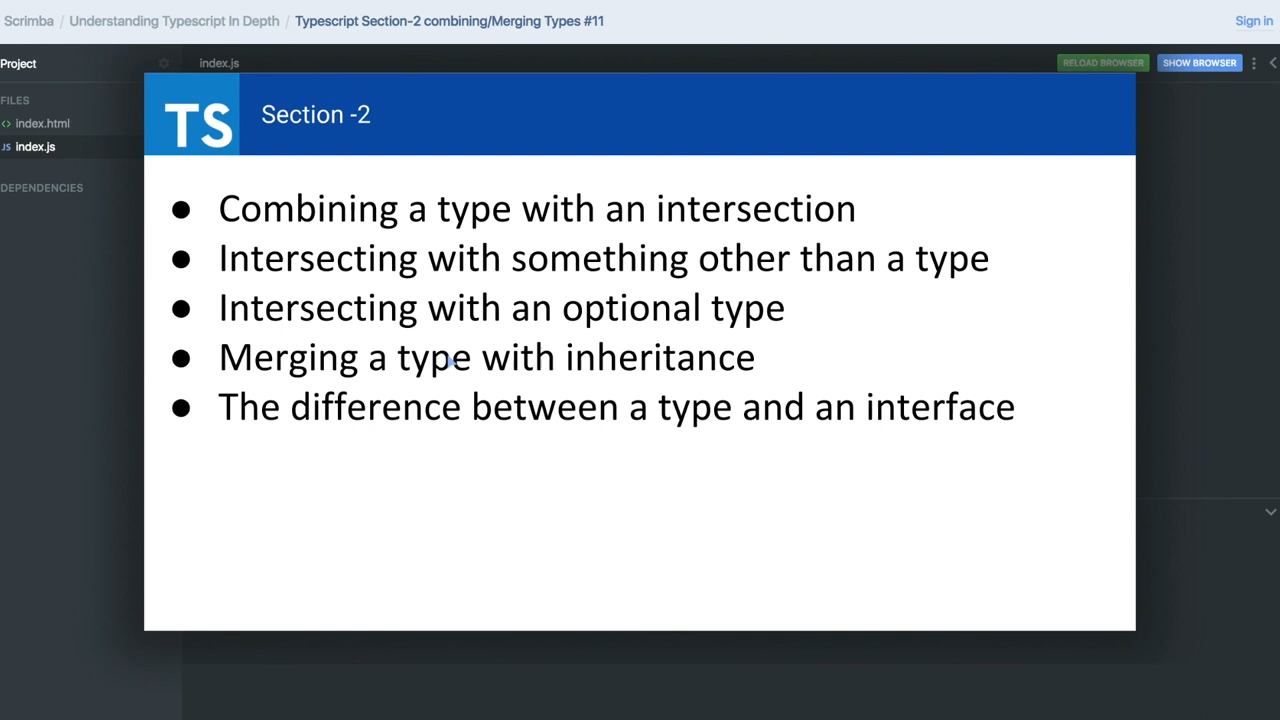 Scrimba / Understanding Typescript In Depth / Typescript Section-2 combining/Merging Types #11
Sign in
Project
index.js
RELOAD BROWSER
SHOW BROWSER
FILES
<> index.html
JS index.js
DEPENDENCIES
TS
Section -2
● Combining a type with an intersection
● Intersecting with something other than a type
● Intersecting with an optional type
● Merging a type with inheritance
● The difference between a type and an interface